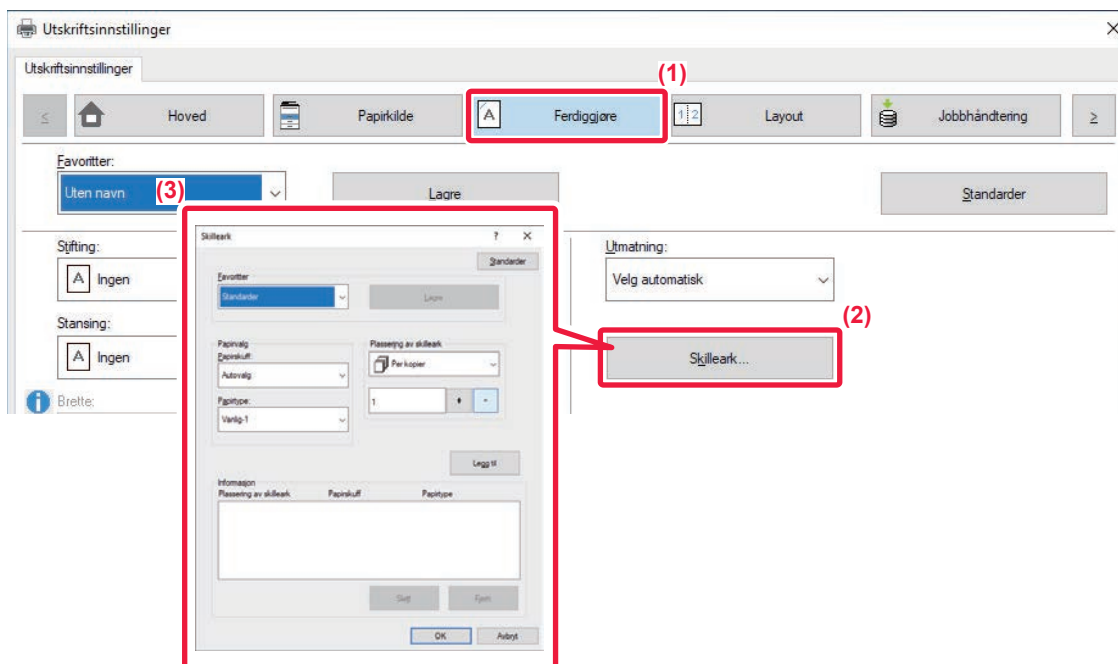 Utskriftsinnstillinger
Utskriftsinnstillinger
(1)
Hoved Papirkilde Ferdiggjøre Layout Jobbhåndtering
Favoritter:
Uten navn (3) Lagre Standarder
Stifting:
Ingen
Stansing:
Ingen
Brette:
Skilleark
Standarder
Favoritter
Standarder Lagre
Papirvalg
Papirskuff:
Autovalg
Papirtype:
Vanlig-1
Plassering av skilleark
Per kopier
1 + -
Legg til
Informasjon
Plassering av skilleark Papirskuff Papirtype
Slett Fjern
OK Avbryt
Utmatning:
Velg automatisk
(2)
Skilleark...